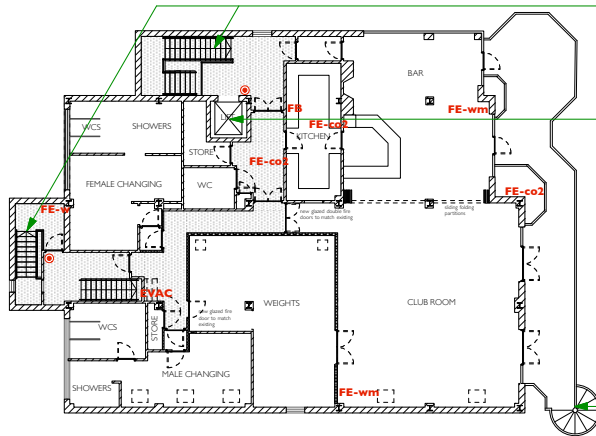 BAR
FB
FE-wm
WCS
SHOWERS
FE-co2
KITCHEN
STORE
FE-co2
WC
FEMALE CHANGING
FE-co2
FE-w
new glazed double fire
doors to match existing
sliding folding
partitions
EVAC
WEIGHTS
CLUB ROOM
new glazed fire
door to match
existing
WCS
STORE
MALE CHANGING
SHOWERS
FE-wm